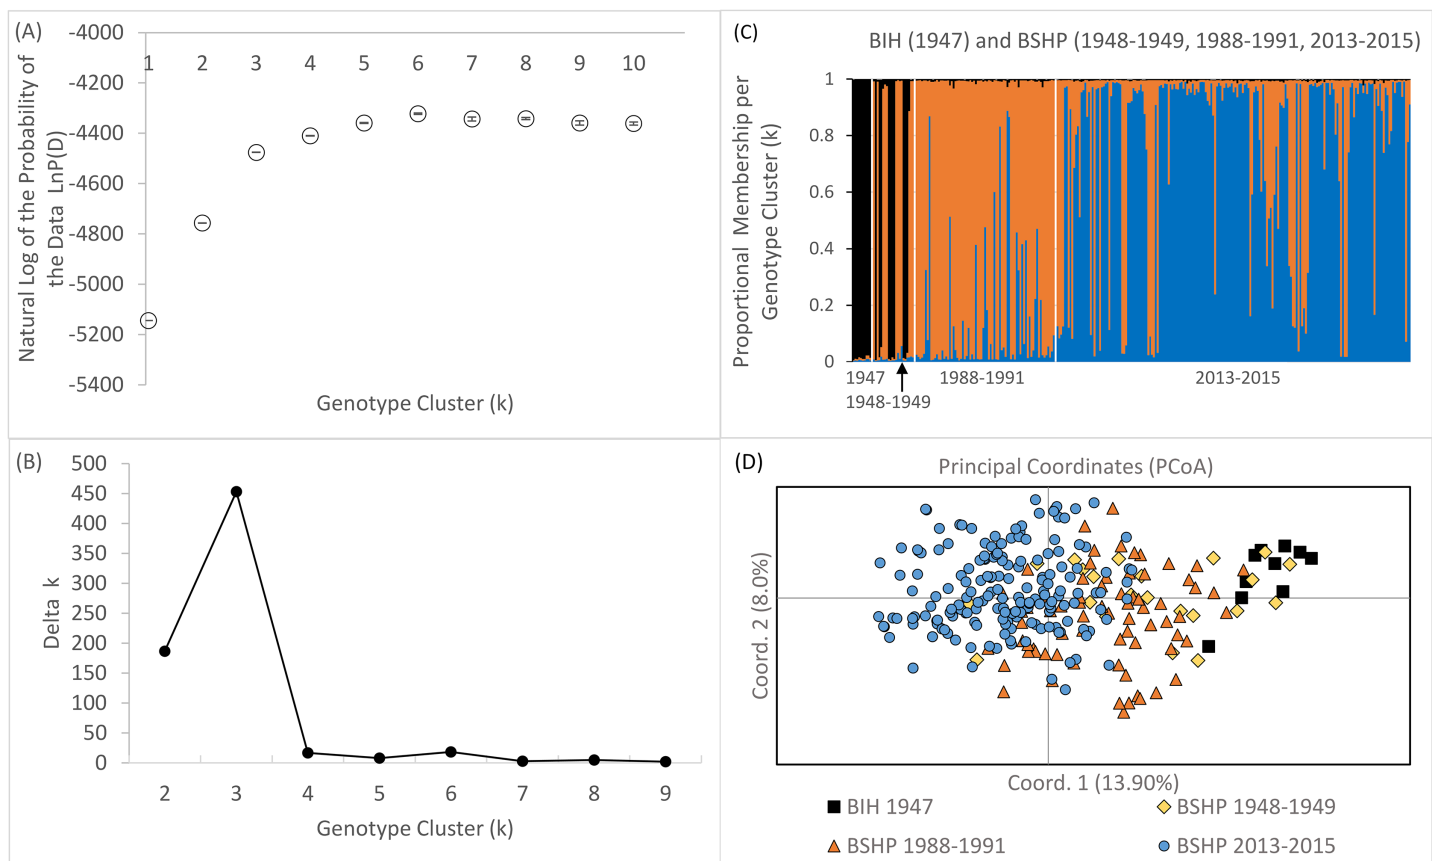 (A)
Natural Log of the Probability of
the Data LnP(D)
-4000
-4200
-4400
-4600
-4800
-5000
-5200
-5400
1 2 3 4 5 6 7 8 9 10
Genotype Cluster (k)
(B)
Delta k
500
450
400
350
300
250
200
150
100
50
0
2 3 4 5 6 7 8 9
Genotype Cluster (k)
(C)
BIH (1947) and BSHP (1948-1949, 1988-1991, 2013-2015)
Proportional Membership per
Genotype Cluster (k)
1
0.8
0.6
0.4
0.2
0
1947 1988-1991 2013-2015
1948-1949
(D)
Principal Coordinates (PCoA)
Coord. 2 (8.0%)
Coord. 1 (13.90%)
BIH 1947 BSHP 1948-1949
BSHP 1988-1991 BSHP 2013-2015